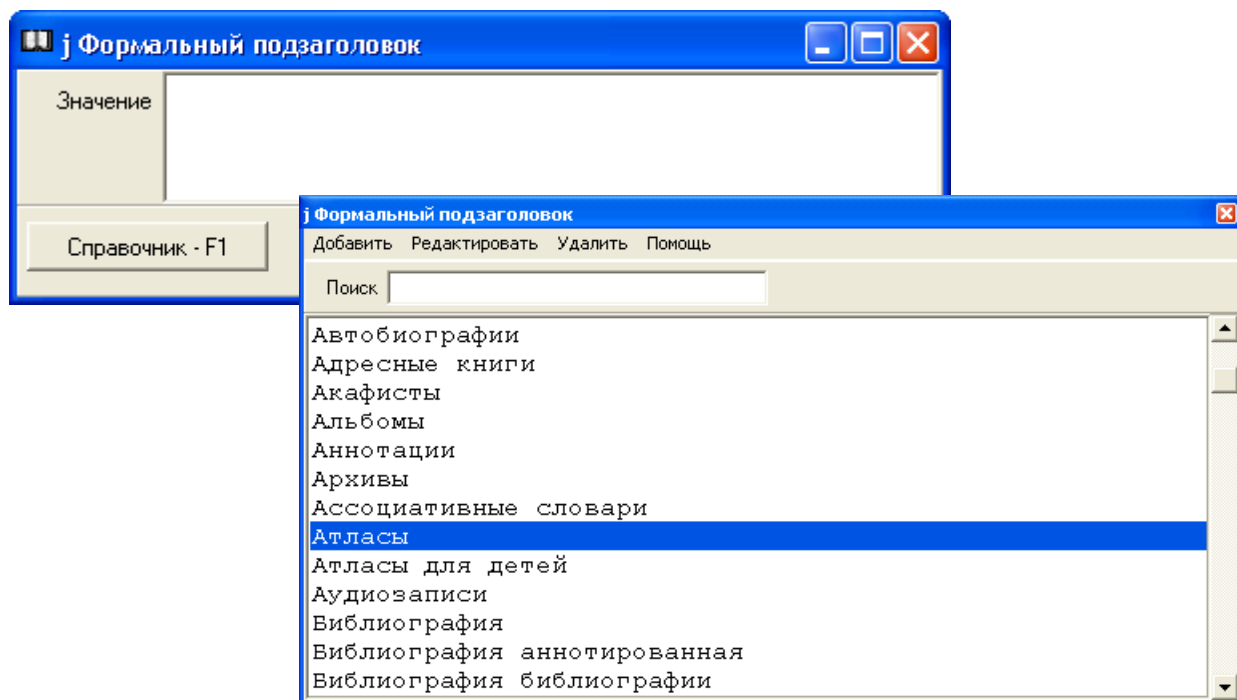 j Формальный подзаголовок
Значение
Справочник - F1
j Формальный подзаголовок
Добавить Редактировать Удалить Помощь
Поиск
Автобиографии
Адресные книги
Акафисты
Альбомы
Аннотации
Архивы
Ассоциативные словари
Атласы
Атласы для детей
Аудиозаписи
Библиография
Библиография аннотированная
Библиография библиографии